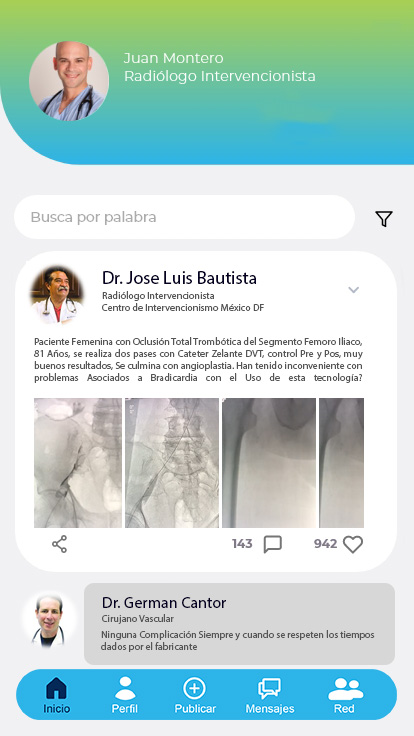 Juan Montero
Radiólogo Intervencionista
Busca por palabra
Dr. Jose Luis Bautista
Radiólogo Intervencionista
Centro de Intervencionismo México DF
Paciente Femenina con Oclusión Total Trombótica del Segmento Femoro Iliaco,
81 Años, se realiza dos pases con Cateter Zelante DVT, control Pre y Pos, muy
buenos resultados, Se culmina con angioplastia. Han tenido inconveniente con
problemas Asociados a Bradicardia con el Uso de esta tecnología?
143
942
Dr. German Cantor
Cirujano Vascular
Ninguna Complicación Siempre y cuando se respeten los tiempos
dados por el fabricante
Inicio
Perfil
Publicar
Mensajes
Red